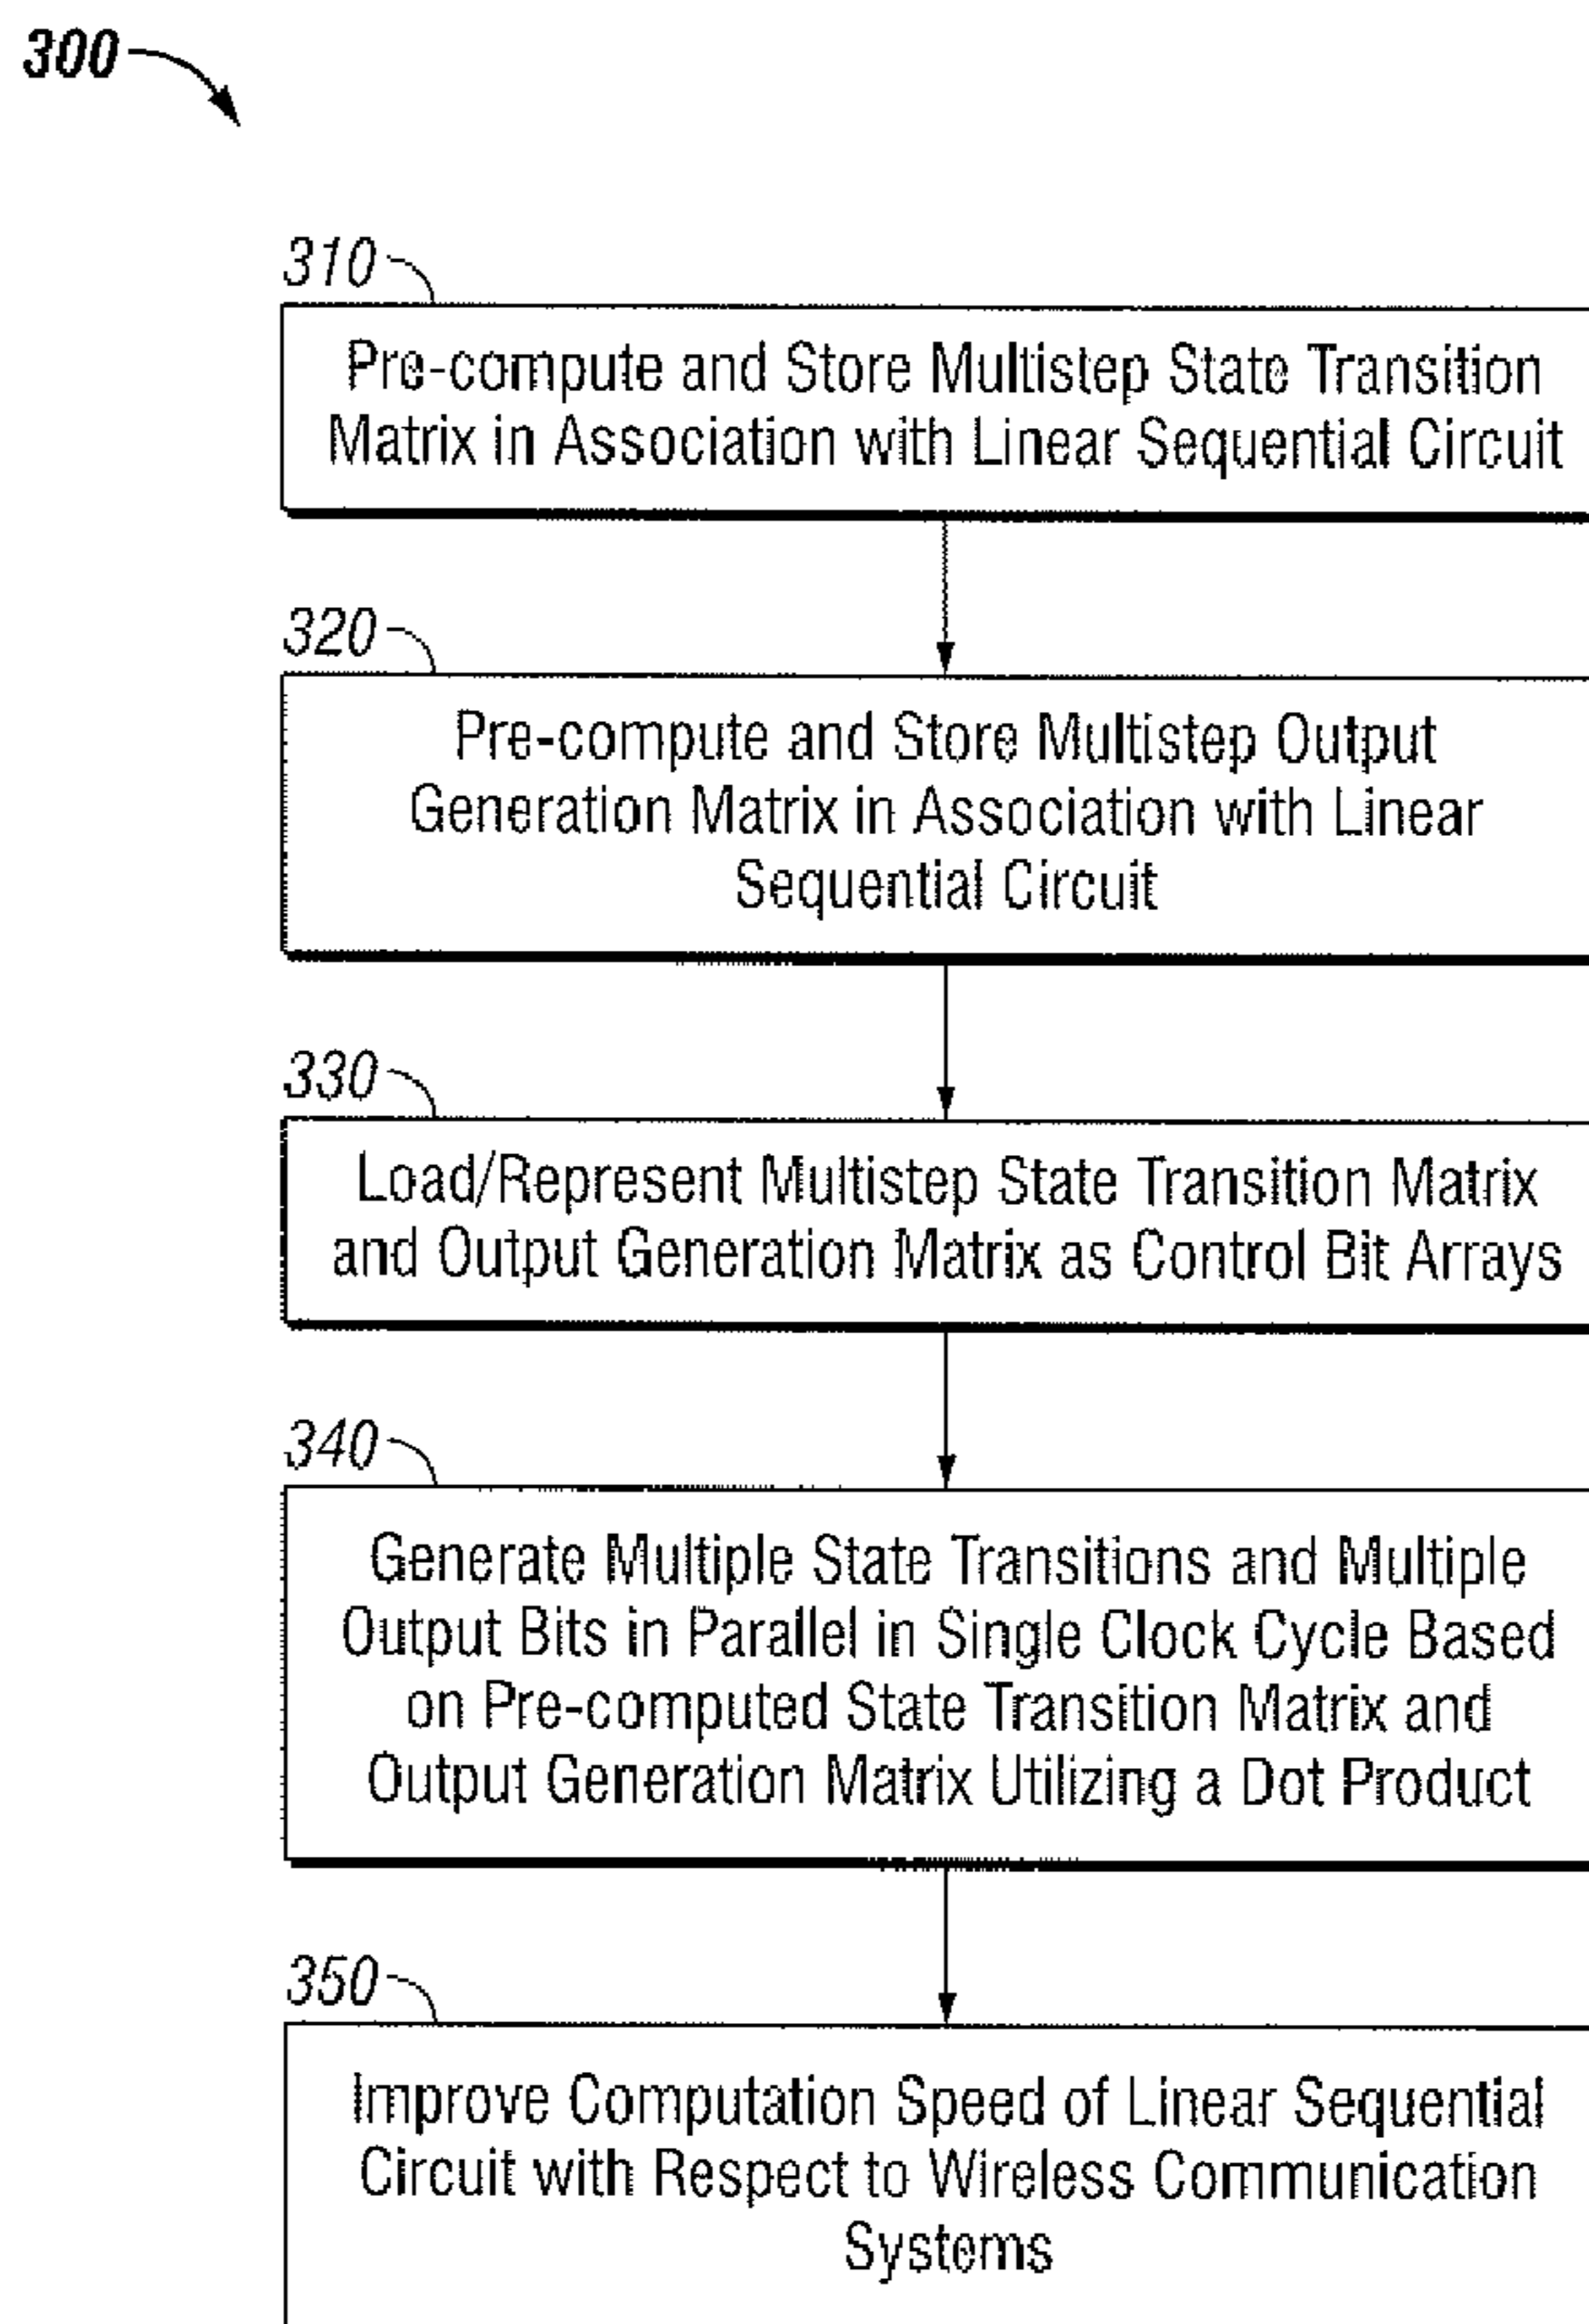 300
310
Pre-compute and Store Multistep State Transition
Matrix in Association with Linear Sequential Circuit
320
Pre-compute and Store Multistep Output
Generation Matrix in Association with Linear
Sequential Circuit
330
Load/Represent Multistep State Transition Matrix
and Output Generation Matrix as Control Bit Arrays
340
Generate Multiple State Transitions and Multiple
Output Bits in Parallel in Single Clock Cycle Based
on Pre-computed State Transition Matrix and
Output Generation Matrix Utilizing a Dot Product
350
Improve Computation Speed of Linear Sequential
Circuit with Respect to Wireless Communication
Systems